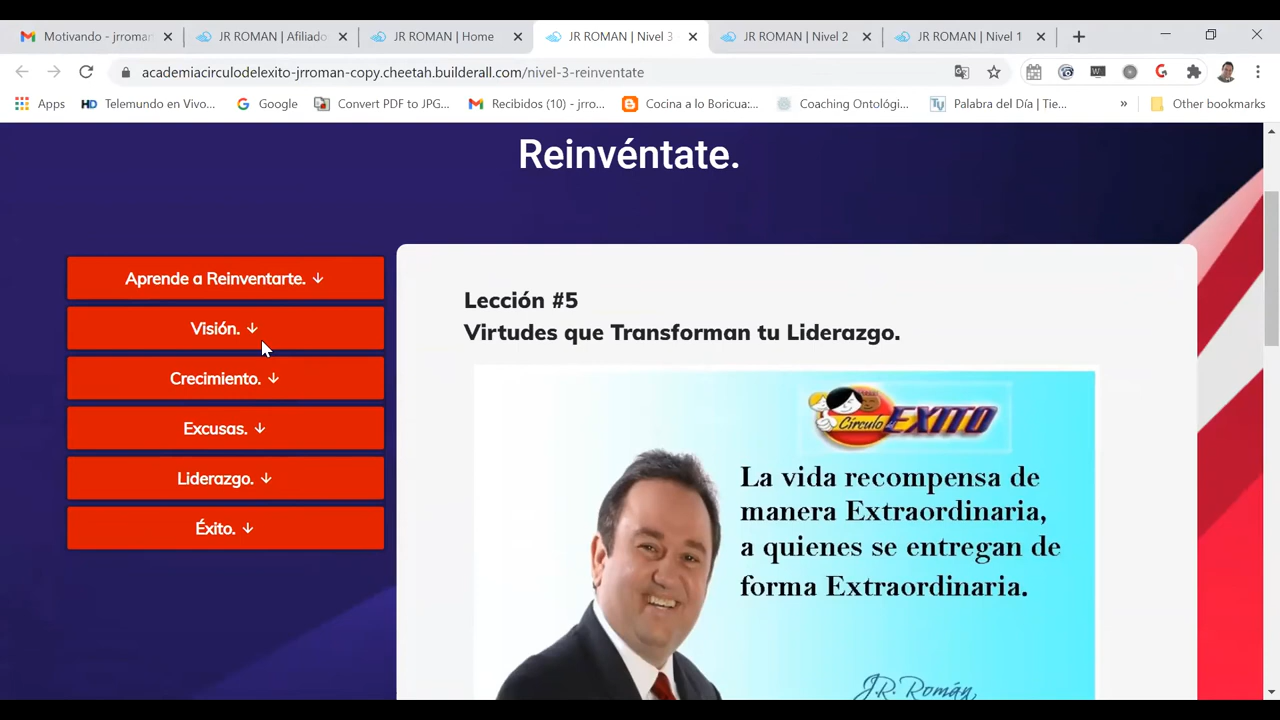 Motivando - jrroman
JR ROMAN | Afiliado
JR ROMAN | Home
JR ROMAN | Nivel 3
JR ROMAN | Nivel 2
JR ROMAN | Nivel 1
academiacirculodelexito-jrroman-copy.cheetah.builderall.com/nivel-3-reinventate
Apps
HD Telemundo en Vivo...
Google
Convert PDF to JPG...
Recibidos (10) - jrro...
Cocina a lo Boricua:...
Coaching Ontológi...
Palabra del Día | Tie...
»
Other bookmarks
Reinvéntate.
Aprende a Reinventarte. ↓
Visión. ↓
Crecimiento. ↓
Excusas. ↓
Liderazgo. ↓
Éxito. ↓
Lección #5
Virtudes que Transforman tu Liderazgo.
Círculo del EXITO
La vida recompensa de
manera Extraordinaria,
a quienes se entregan de
forma Extraordinaria.
J.R. Román